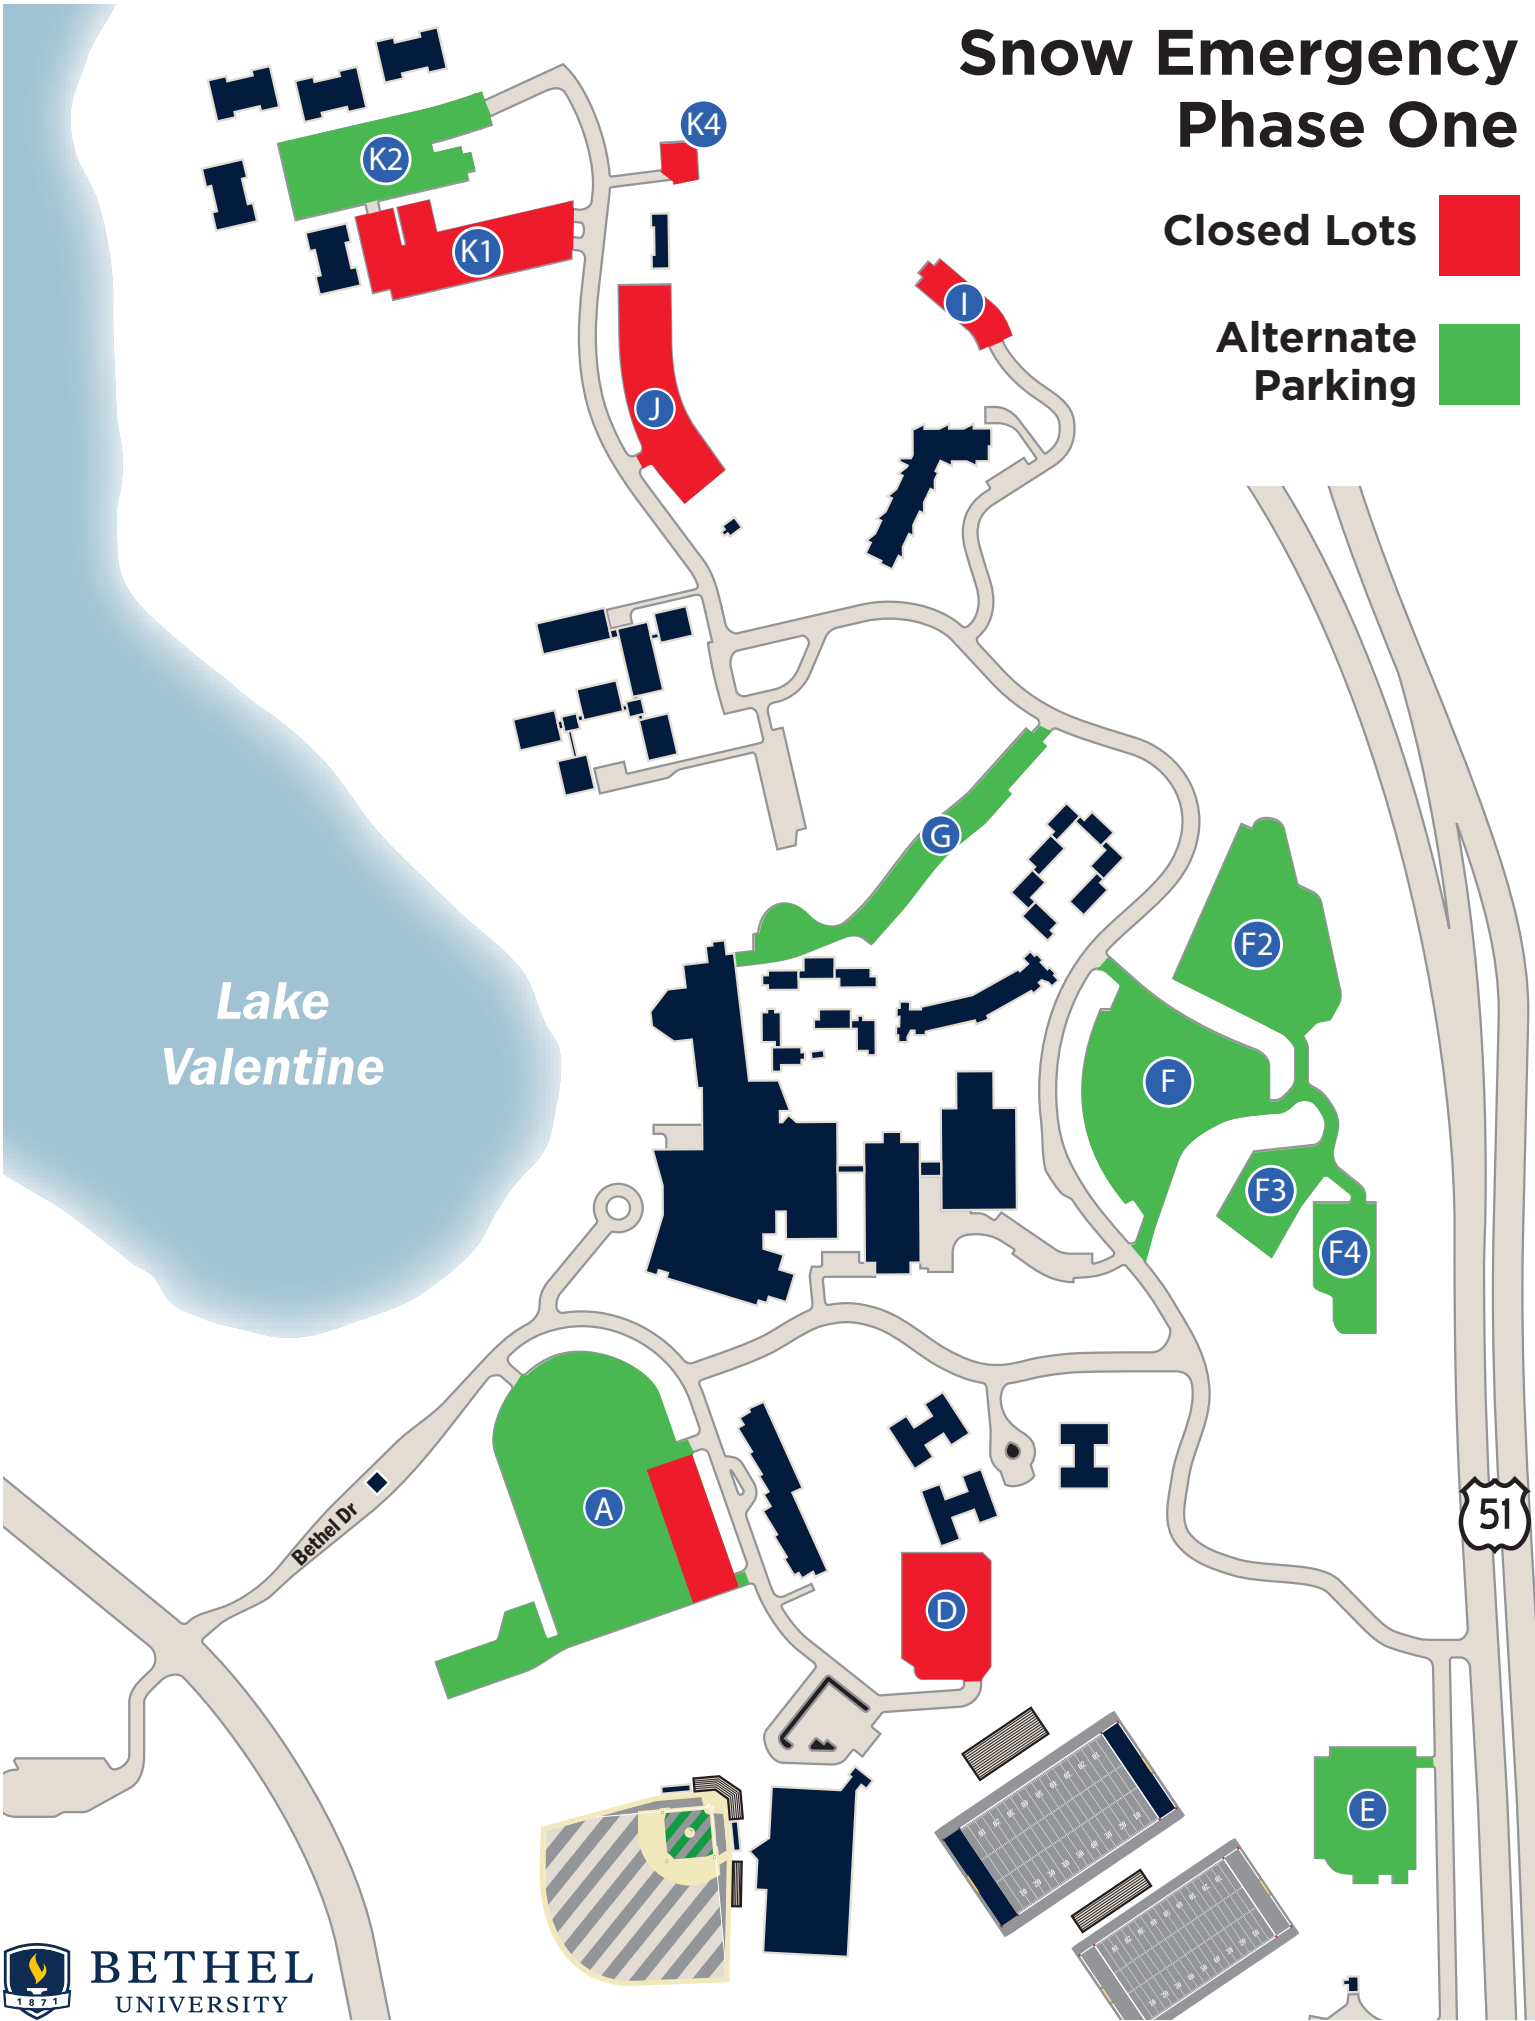 Snow Emergency
Phase One
Closed Lots
Alternate
Parking
K4
K2
K1
I
J
G
F2
F
F3
F4
Lake
Valentine
A
Bethel Dr
51
D
E
BETHEL
UNIVERSITY
1871